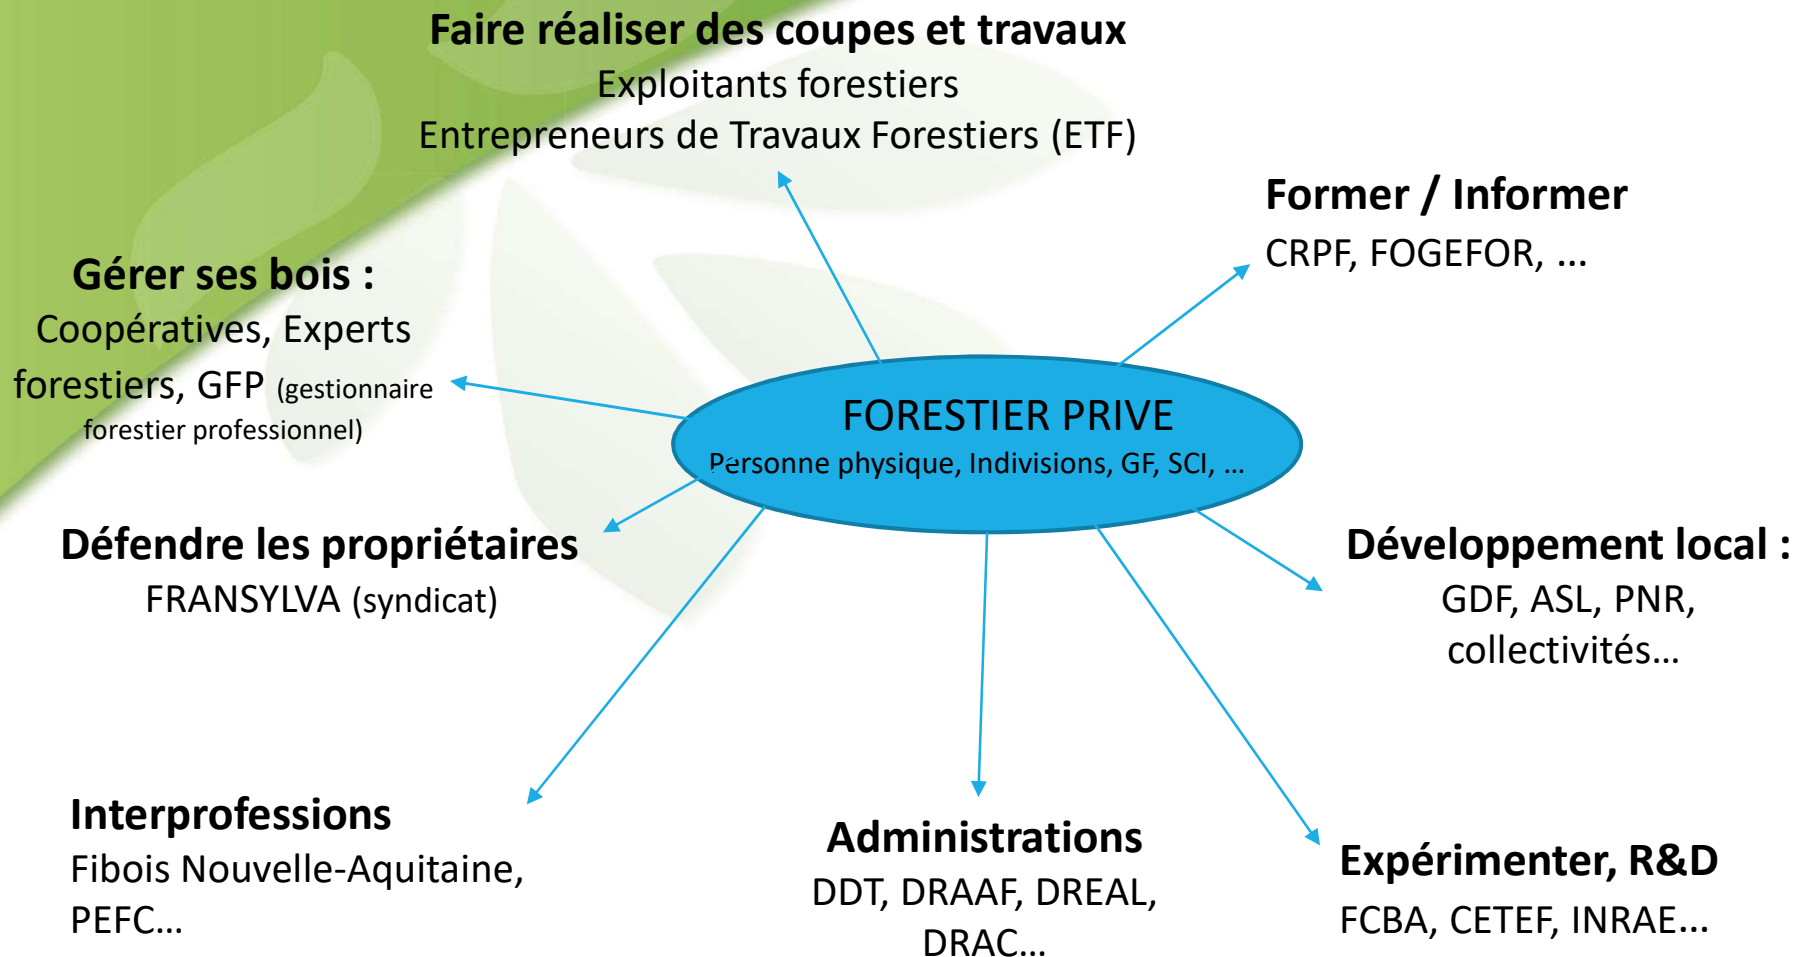 Faire réaliser des coupes et travaux
Exploitants forestiers
Entrepreneurs de Travaux Forestiers (ETF)
Former / Informer
CRPF, FOGEFOR, ...
Gérer ses bois :
Coopératives, Experts
forestiers, GFP (gestionnaire
forestier professionnel)
FORESTIER PRIVE
Personne physique, Indivisions, GF, SCI, ...
Défendre les propriétaires
FRANSYLVA (syndicat)
Développement local :
GDF, ASL, PNR,
collectivités...
Interprofessions
Fibois Nouvelle-Aquitaine,
PEFC...
Administrations
DDT, DRAAF, DREAL,
DRAC...
Expérimenter, R&D
FCBA, CETEF, INRAE...